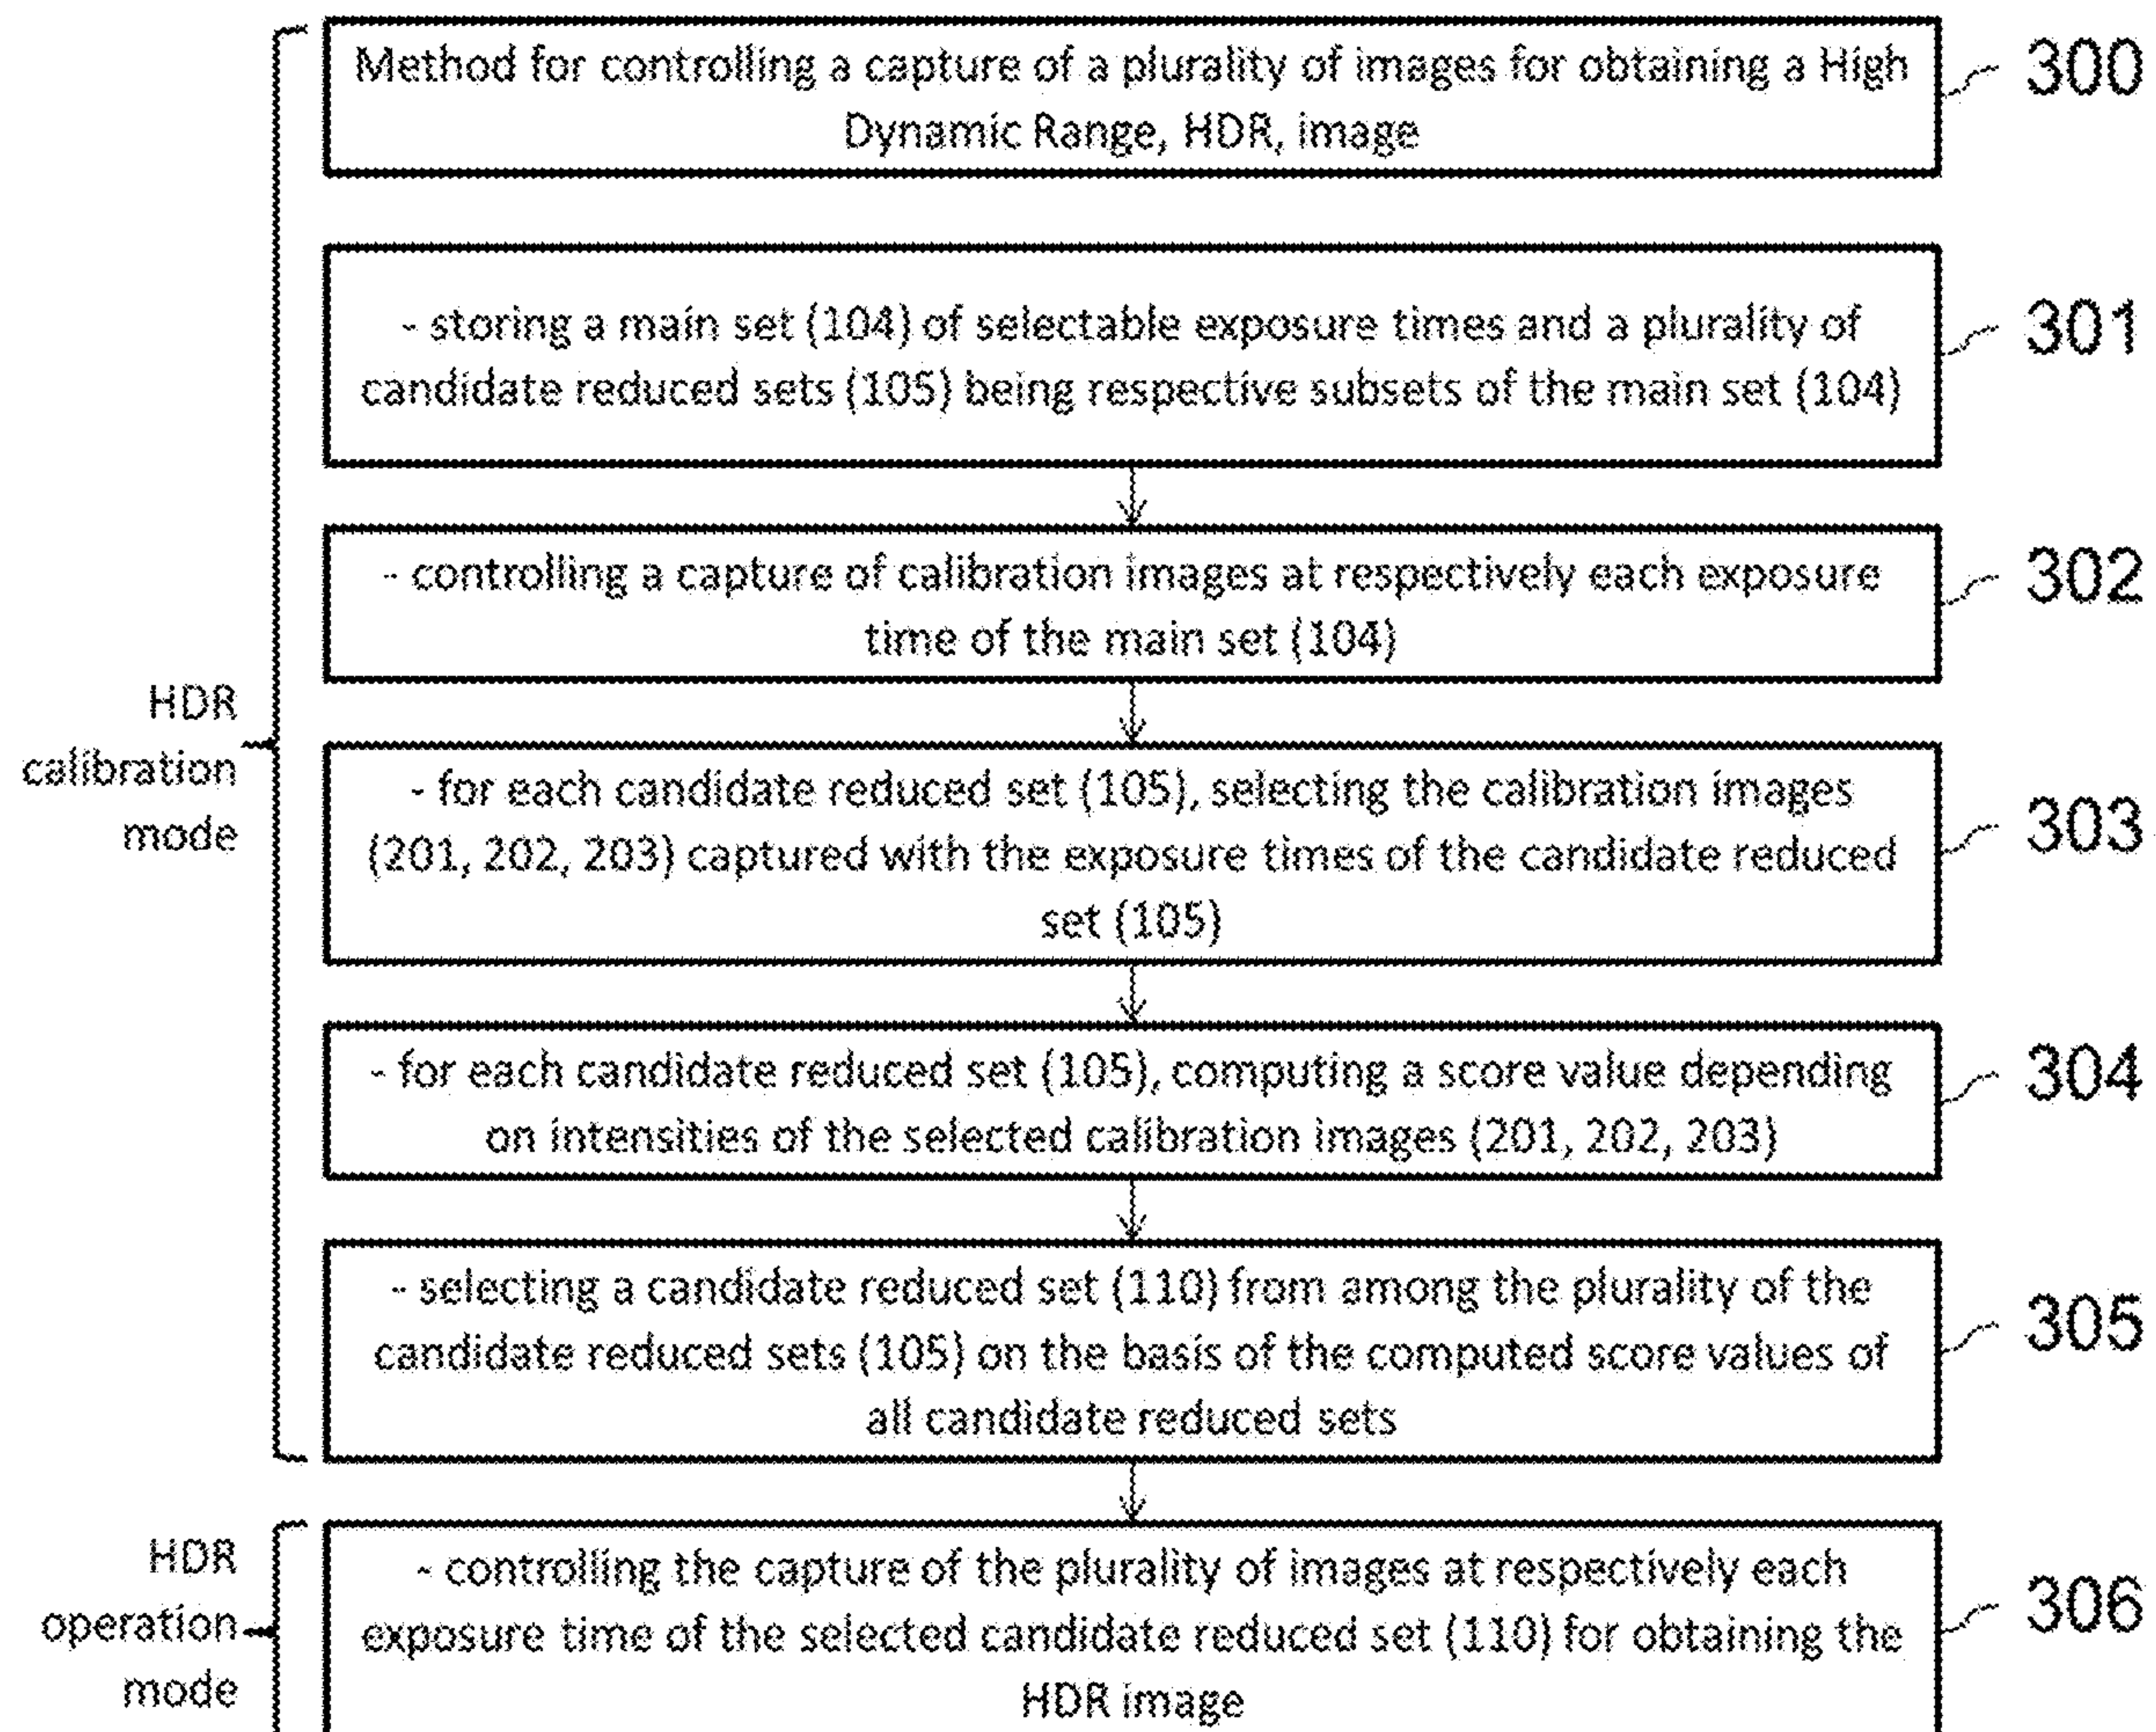 Method for controlling a capture of a plurality of images for obtaining a High
Dynamic Range, HDR, image
300
- storing a main set (104) of selectable exposure times and a plurality of
candidate reduced sets (105) being respective subsets of the main set (104)
301
- controlling a capture of calibration images at respectively each exposure
time of the main set (104)
302
HDR
calibration
mode
- for each candidate reduced set (105), selecting the calibration images
(201, 202, 203) captured with the exposure times of the candidate reduced
set (105)
303
- for each candidate reduced set (105), computing a score value depending
on intensities of the selected calibration images (201, 202, 203)
304
- selecting a candidate reduced set (110) from among the plurality of the
candidate reduced sets (105) on the basis of the computed score values of
all candidate reduced sets
305
HDR
operation
mode
- controlling the capture of the plurality of images at respectively each
exposure time of the selected candidate reduced set (110) for obtaining the
HDR image
306